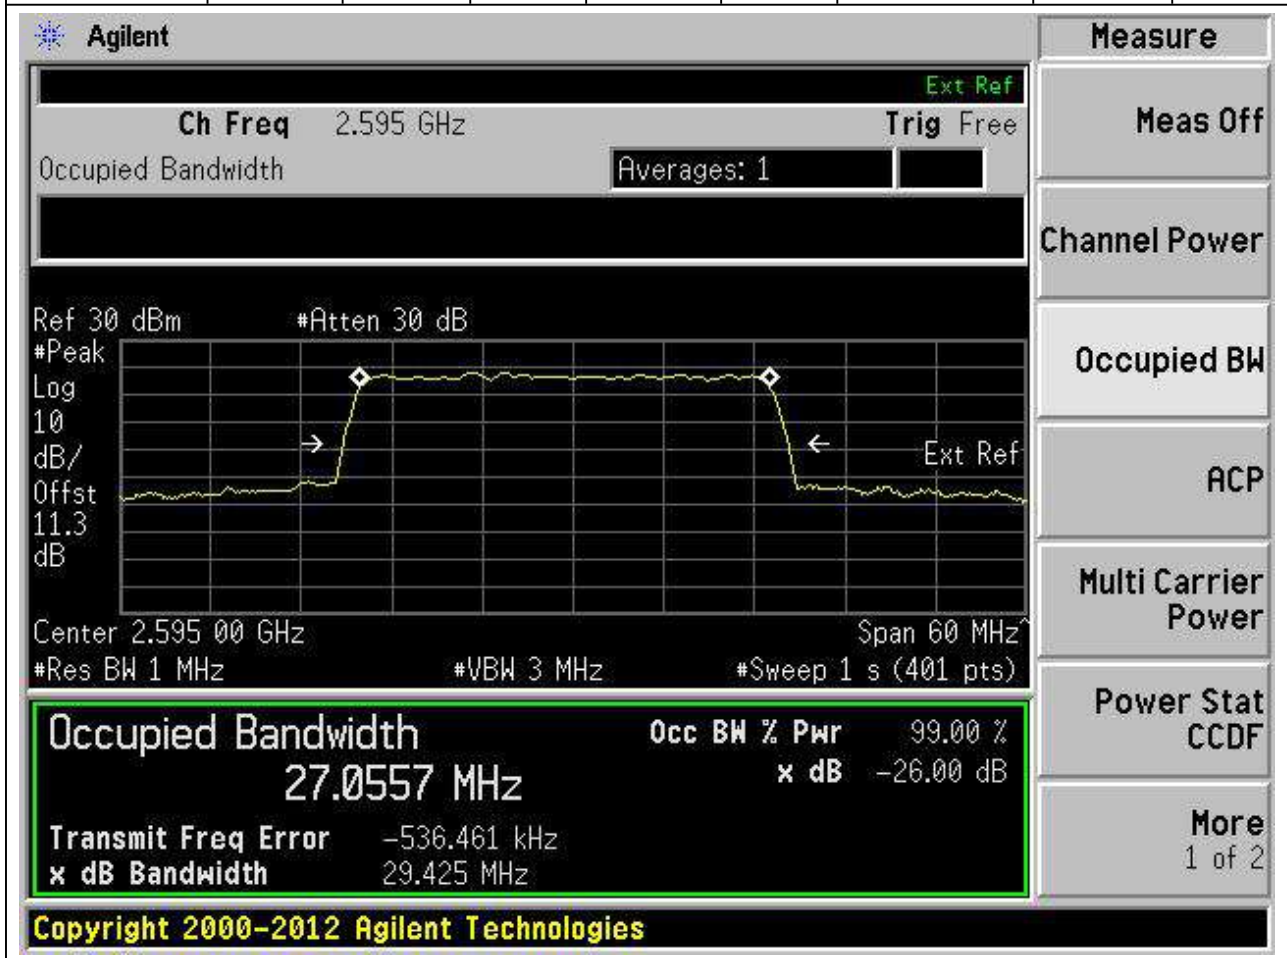 Agilent
Measure
Ext Ref
Ch Freq 2.595 GHz
Trig Free
Meas Off
Occupied Bandwidth
Averages: 1
Channel Power
Ref 30 dBm
#Atten 30 dB
#Peak
Log
10
dB/
Offst
11.3
dB
Ext Ref
Occupied BW
ACP
Center 2.595 00 GHz
Span 60 MHz^
#Res BW 1 MHz
#VBW 3 MHz
#Sweep 1 s (401 pts)
Multi Carrier
Power
Occupied Bandwidth
27.0557 MHz
Occ BW % Pwr 99.00 %
x dB -26.00 dB
Transmit Freq Error -536.461 kHz
x dB Bandwidth 29.425 MHz
Power Stat
CCDF
More
1 of 2
Copyright 2000-2012 Agilent Technologies